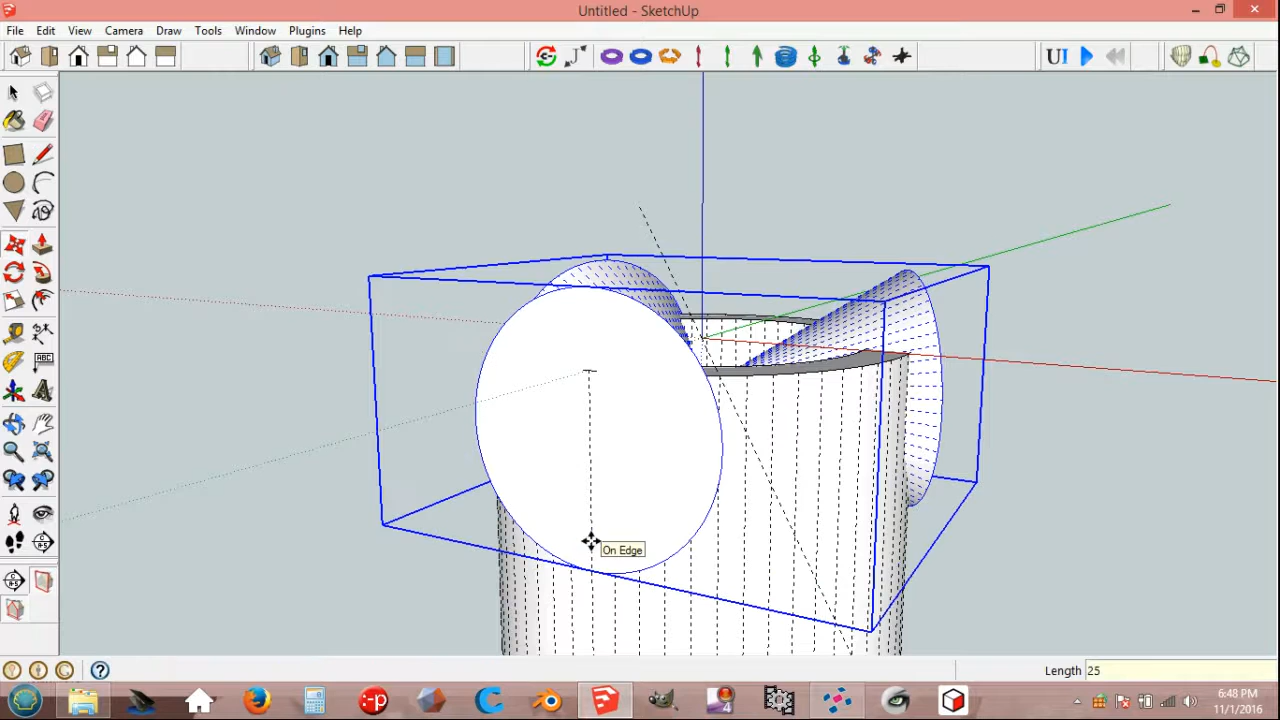 Untitled - SketchUp
File Edit View Camera Draw Tools Window Plugins Help
UI
On Edge
Length 25
6:48 PM
11/1/2016